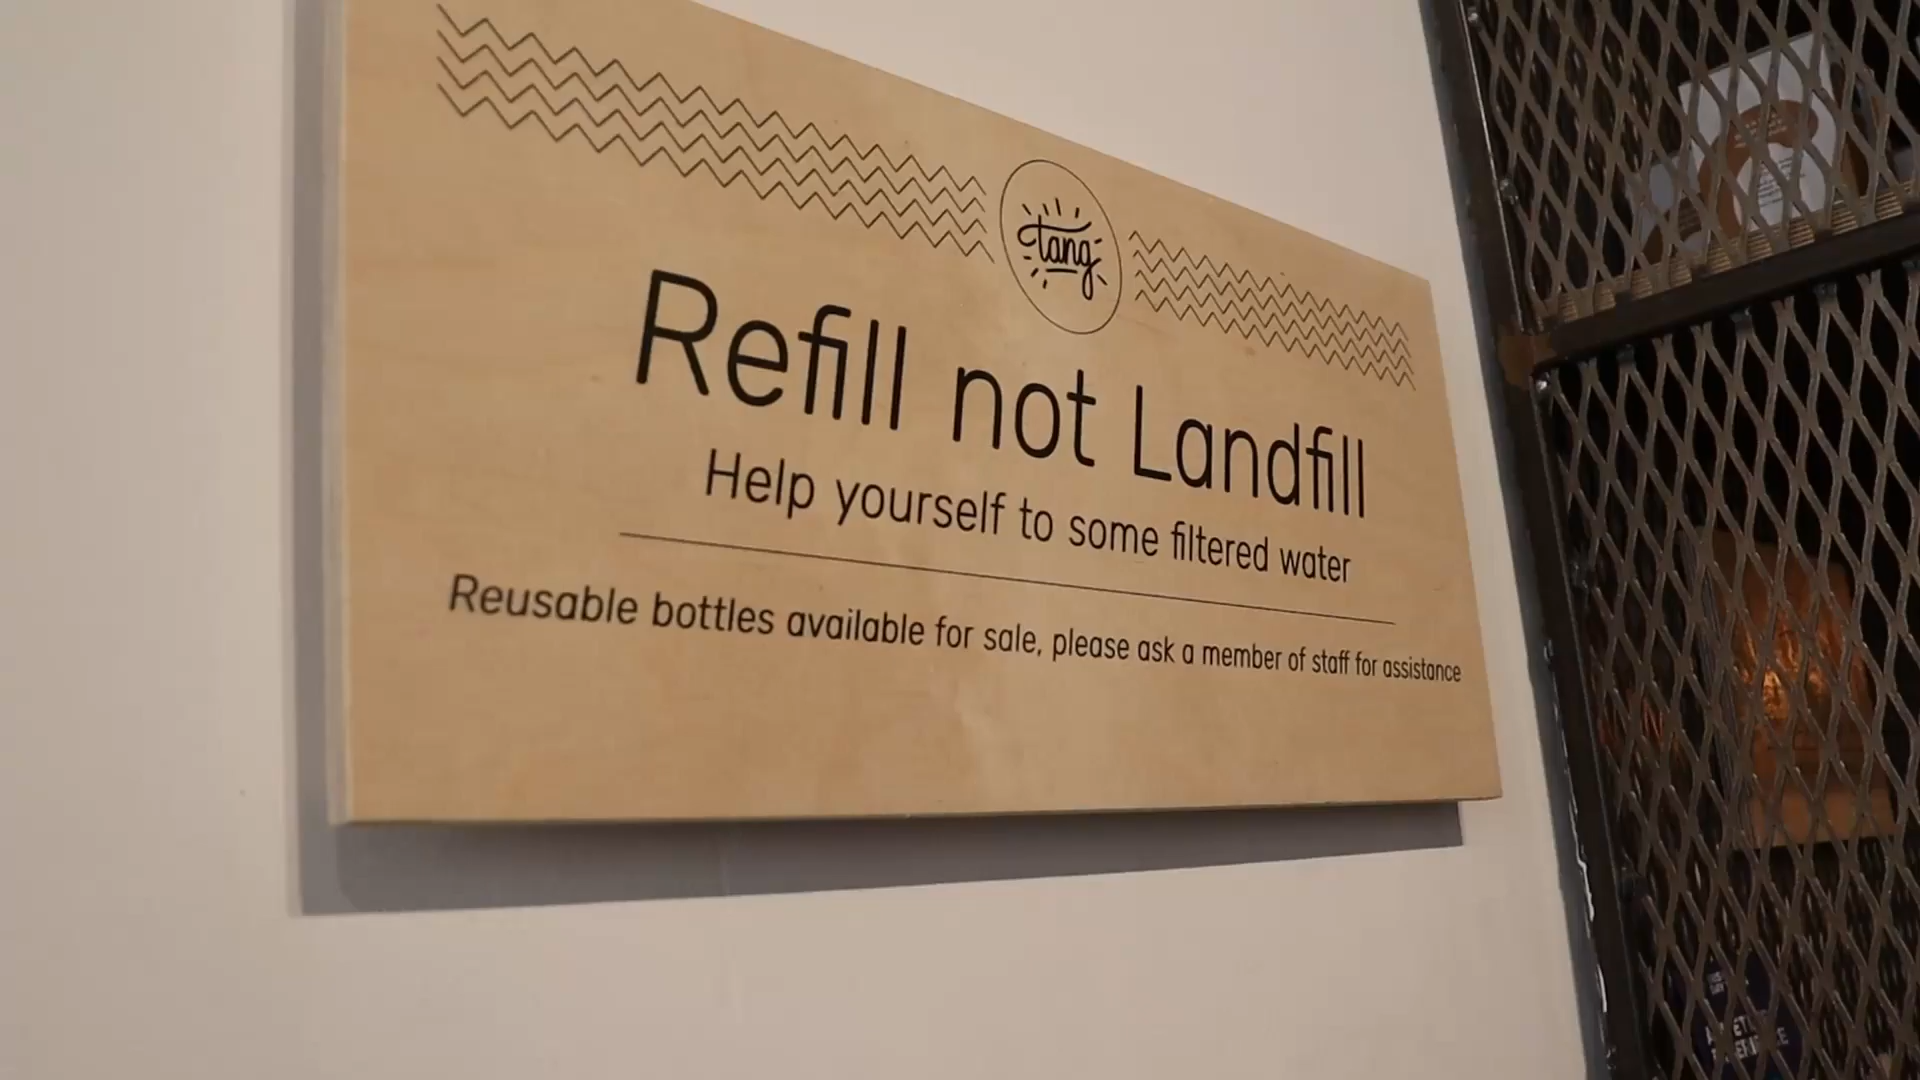 tang
Refill not Landfill
Help yourself to some filtered water
Reusable bottles available for sale, please ask a member of staff for assistance